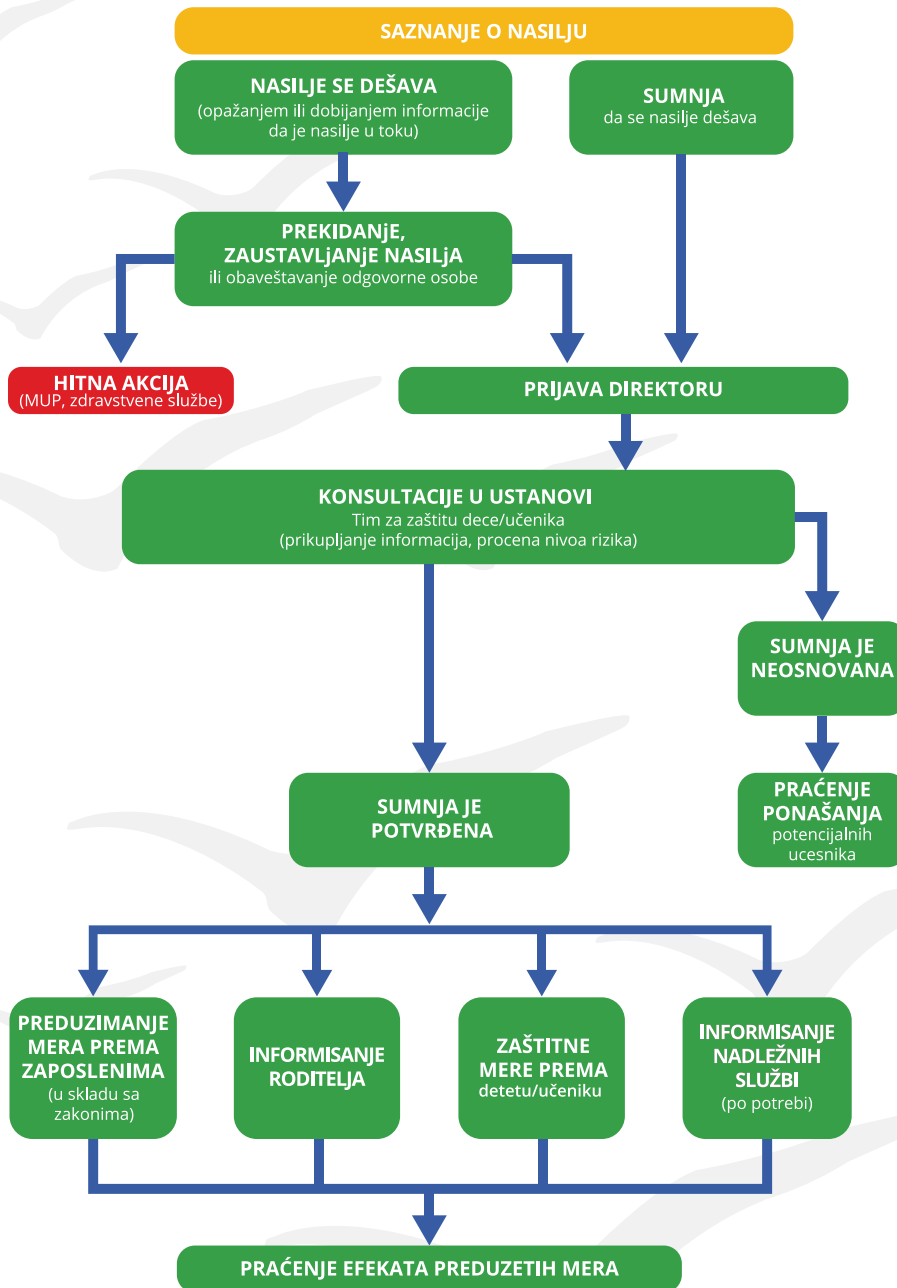 SAZNANJE O NASILJU
NASILJE SE DEŠAVA
(opažanjem ili dobijanjem informacije
da je nasilje u toku)
SUMNJA
da se nasilje dešava
PREKIDANjE,
ZAUSTAVLjANjE NASILjA
ili obaveštavanje odgovorne osobe
HITNA AKCIJA
(MUP, zdravstvene službe)
PRIJAVA DIREKTORU
KONSULTACIJE U USTANOVI
Tim za zaštitu dece/učenika
(prikupljanje informacija, procena nivoa rizika)
SUMNJA JE
NEOSNOVANA
PRAĆENJE
PONAŠANJA
potencijalnih
ucesnika
SUMNJA JE
POTVRĐENA
PREDUZIMANJE
MERA PREMA
ZAPOSLENIMA
(u skladu sa
zakonima)
INFORMISANJE
RODITELJA
ZAŠTITNE
MERE PREMA
detetu/učeniku
INFORMISANJE
NADLEŽNIH
SLUŽBI
(po potrebi)
PRAĆENJE EFEKATA PREDUZETIH MERA